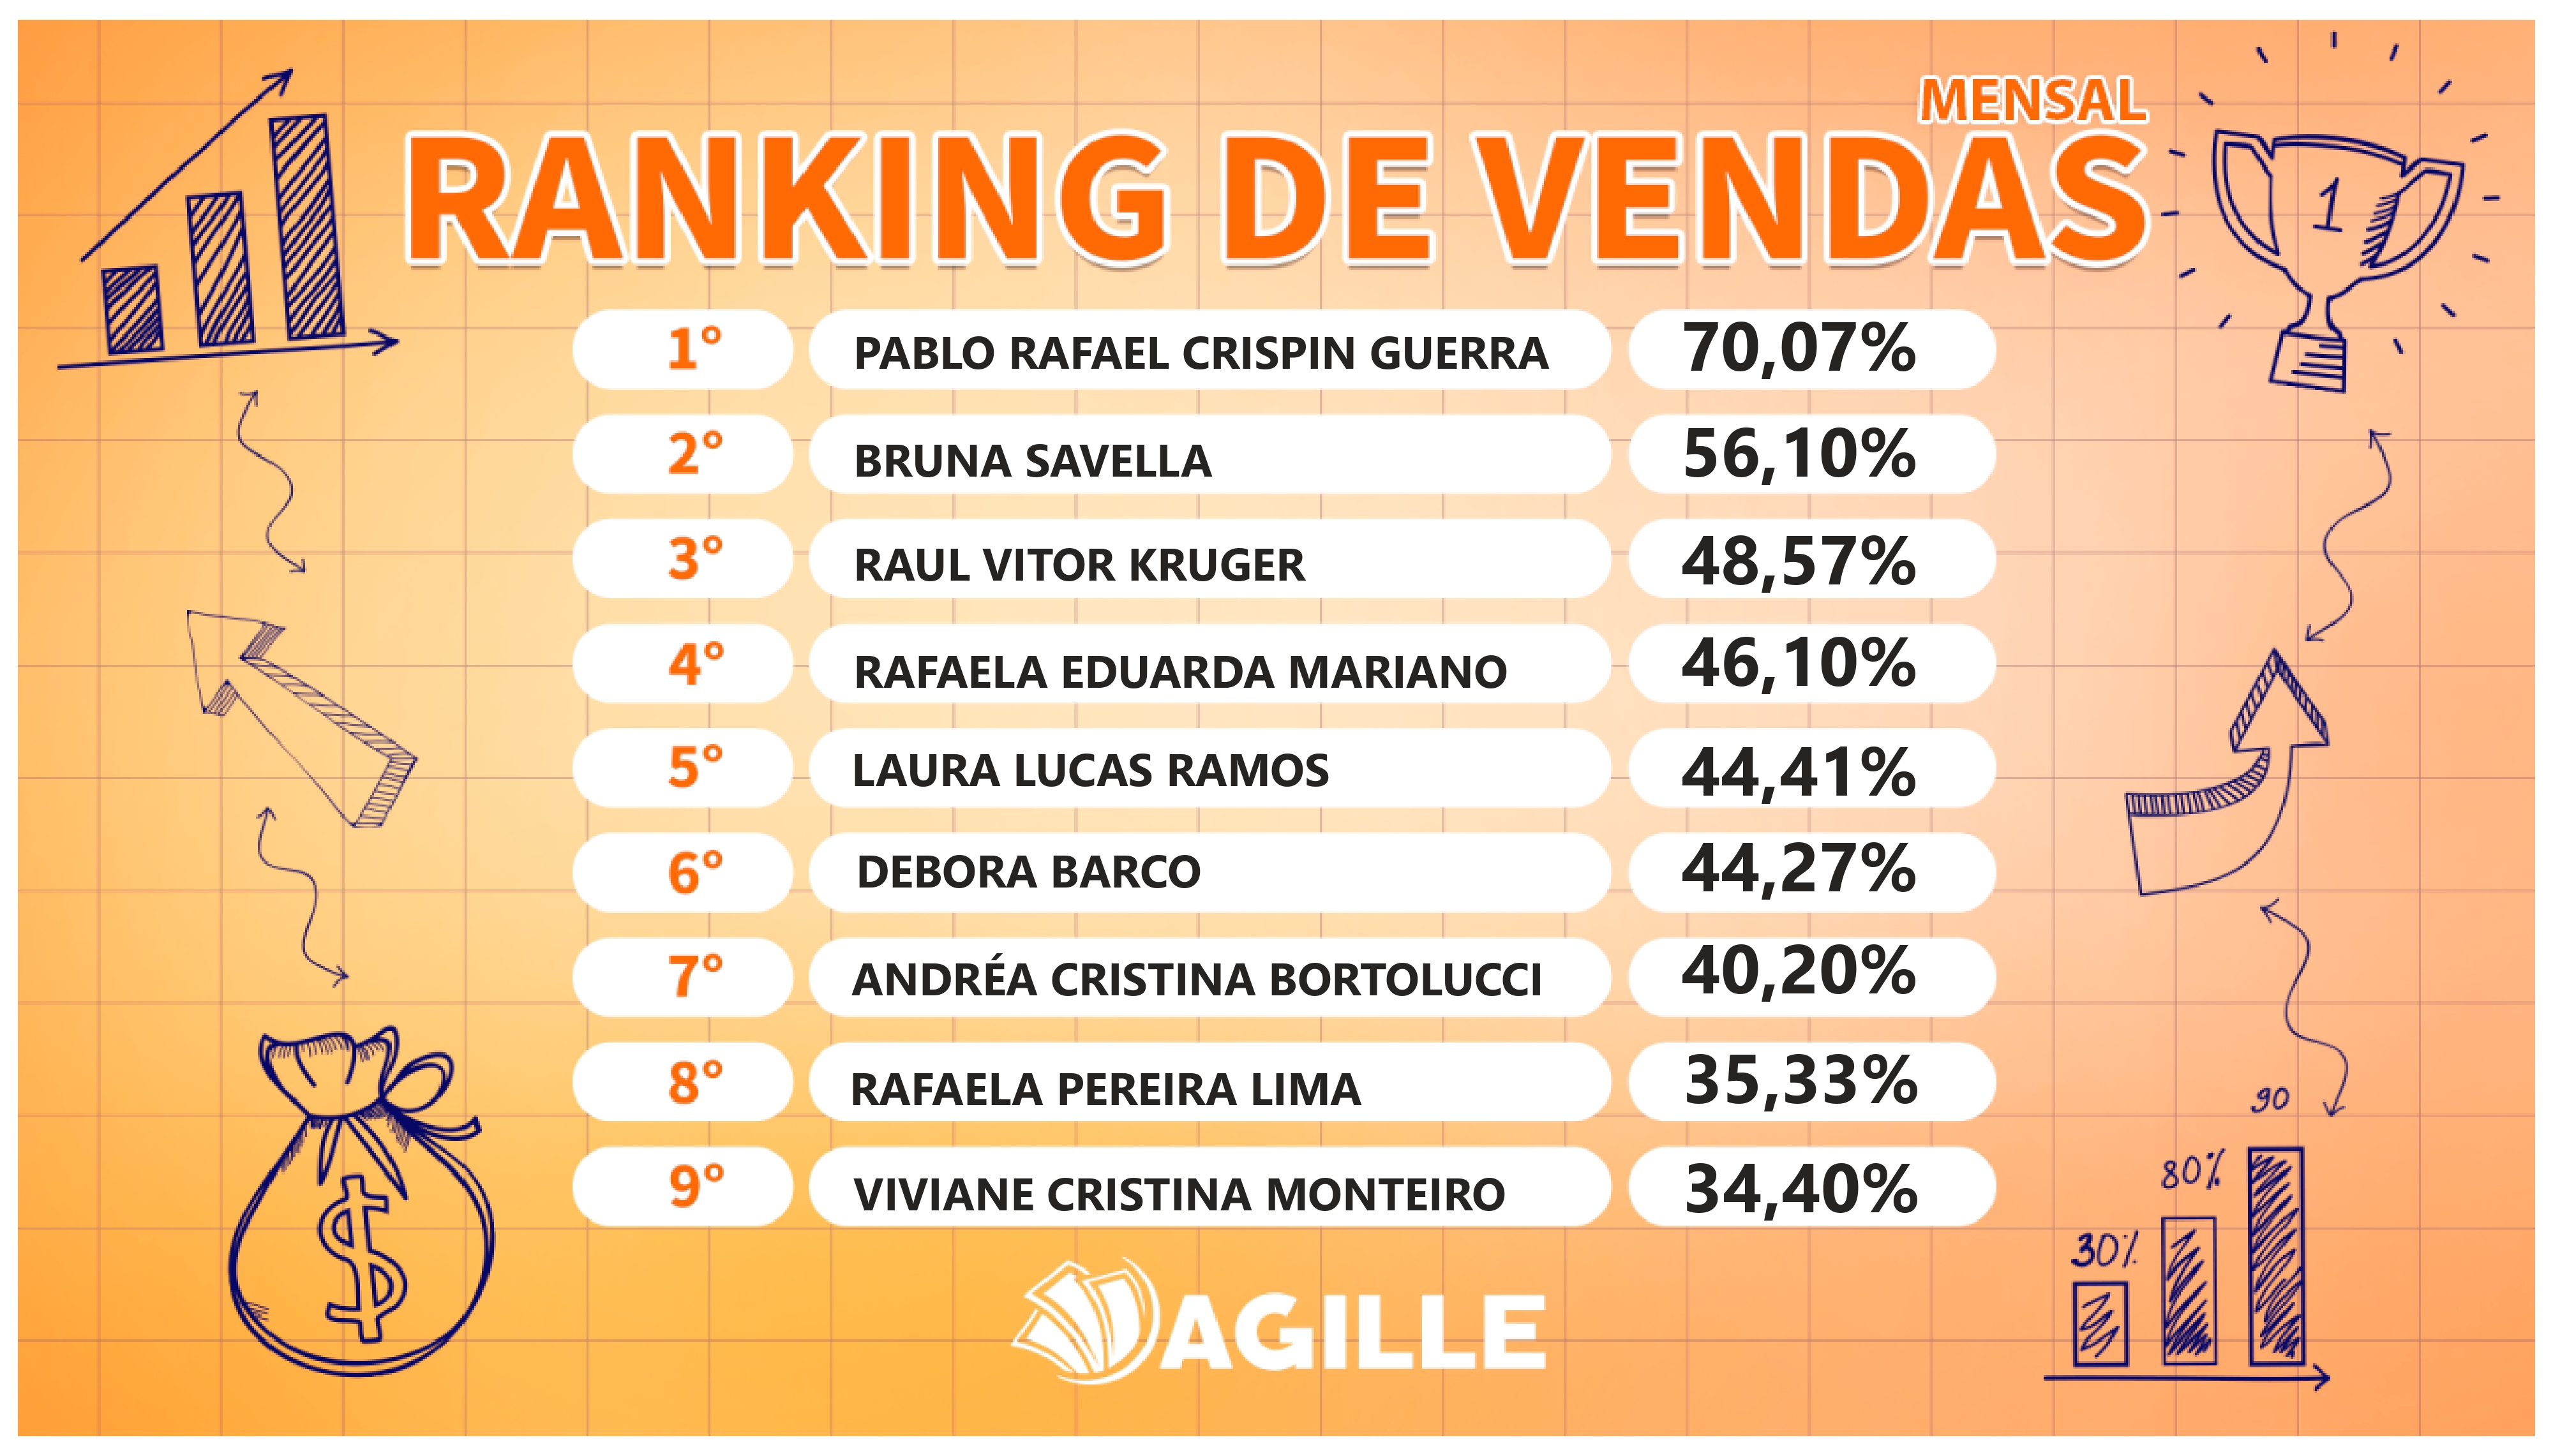 MENSAL
RANKING DE VENDAS
1
1° PABLO RAFAEL CRISPIN GUERRA 70,07%
2° BRUNA SAVELLA 56,10%
3° RAUL VITOR KRUGER 48,57%
4° RAFAELA EDUARDA MARIANO 46,10%
5° LAURA LUCAS RAMOS 44,41%
6° DEBORA BARCO 44,27%
7° ANDRÉA CRISTINA BORTOLUCCI 40,20%
8° RAFAELA PEREIRA LIMA 35,33%
9° VIVIANE CRISTINA MONTEIRO 34,40%
$
90
80%
30%
AGILLE